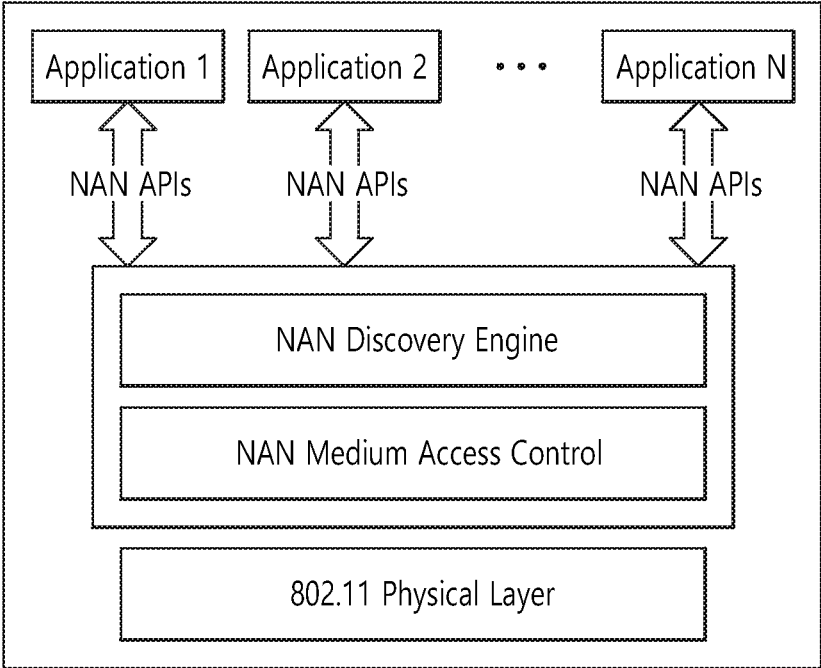 Application 1 Application 2 ••• Application N
NAN APIs NAN APIs NAN APIs
NAN Discovery Engine
NAN Medium Access Control
802.11 Physical Layer